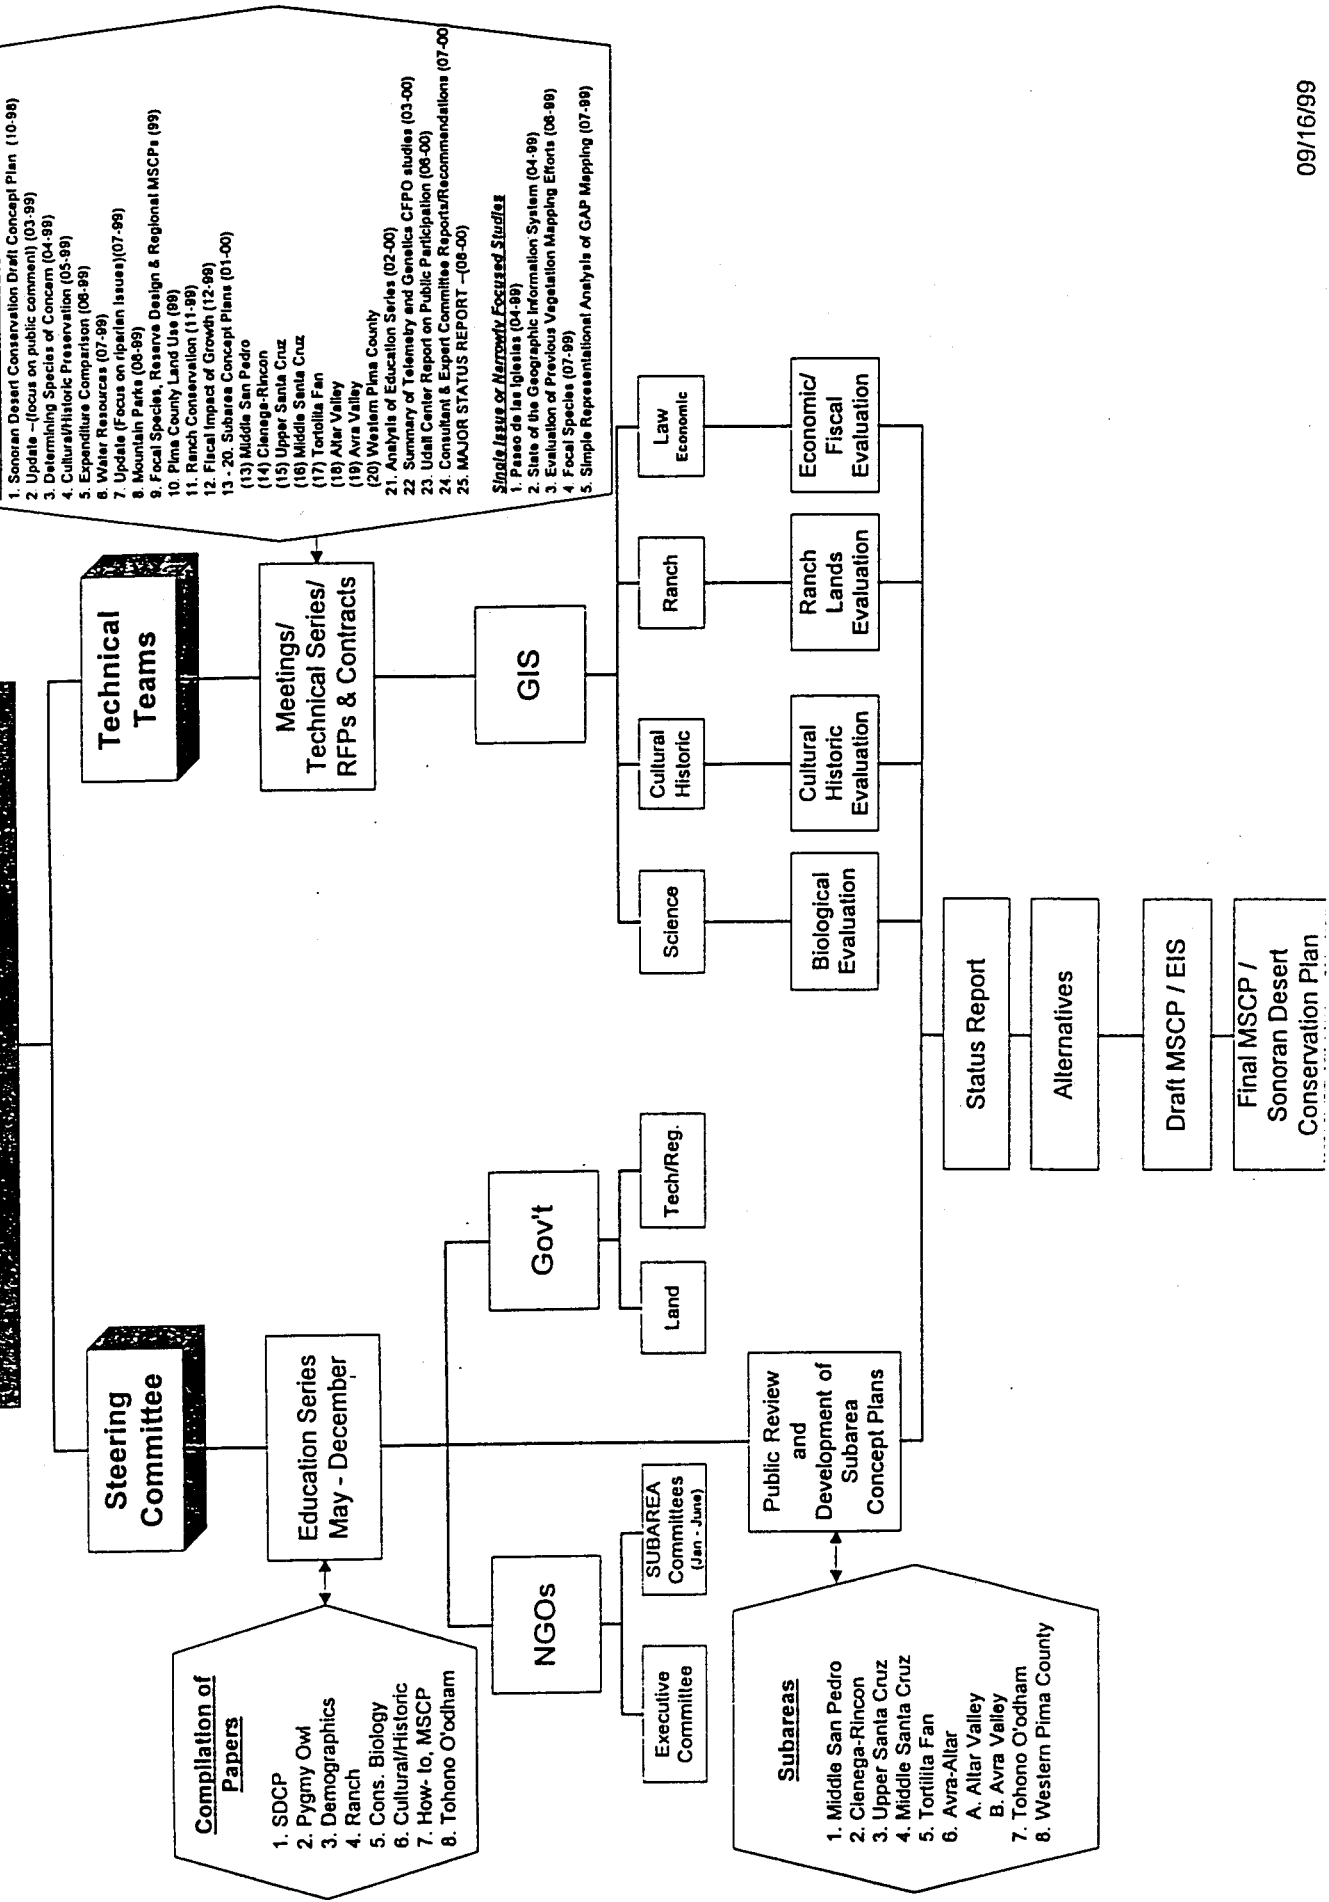 Steering
Committee
Technical
Teams
Compilation of
Papers
1. SDCP
2. Pygmy Owl
3. Demographics
4. Ranch
5. Cons. Biology
6. Cultural/Historic
7. How- to, MSCP
8. Tohono O'odham
Education Series
May - December
Meetings/
Technical Series/
RFPs & Contracts
1. Sonoran Desert Conservation Draft Concept Plan (10-98)
2. Update --(focus on public comment) (03-99)
3. Determining Species of Concern (04-99)
4. Cultural/Historic Preservation (05-99)
5. Expenditure Comparison (06-99)
6. Water Resources (07-99)
7. Update (Focus on riparian Issues)(07-99)
8. Mountain Parks (08-99)
9. Focal Species, Reserve Design & Regional MSCPs (99)
10. Pima County Land Use (99)
11. Ranch Conservation (11-99)
12. Fiscal Impact of Growth (12-99)
13 - 20. Subarea Concept Plans (01-00)
(13) Middle San Pedro
(14) Cienega-Rincon
(15) Upper Santa Cruz
(16) Middle Santa Cruz
(17) Tortolita Fan
(18) Altar Valley
(19) Avra Valley
(20) Western Pima County
21. Analysis of Education Series (02-00)
22 Summary of Telemetry and Genetics CFPO studies (03-00)
23. Udall Center Report on Public Participation (06-00)
24. Consultant & Expert Committee Reports/Recommendations (07-00)
25. MAJOR STATUS REPORT --(08-00)
Single Issue or Narrowly Focused Studies
1. Paseo de las Iglesias (04-99)
2. State of the Geographic Information System (04-99)
3. Evaluation of Previous Vegetation Mapping Efforts (06-99)
4. Focal Species (07-99)
5. Simple Representational Analysis of GAP Mapping (07-99)
NGOs
Gov't
GIS
Executive
Committee
SUBAREA
Committees
(Jan - June)
Land
Tech/Reg.
Science
Cultural
Historic
Ranch
Law
Economic
Subareas
1. Middle San Pedro
2. Cienega-Rincon
3. Upper Santa Cruz
4. Middle Santa Cruz
5. Tortilita Fan
6. Avra-Altar
A. Altar Valley
B. Avra Valley
7. Tohono O'odham
8. Western Pima County
Public Review
and
Development of
Subarea
Concept Plans
Biological
Evaluation
Cultural
Historic
Evaluation
Ranch
Lands
Evaluation
Economic/
Fiscal
Evaluation
Status Report
Alternatives
Draft MSCP / EIS
Final MSCP /
Sonoran Desert
Conservation Plan
09/16/99